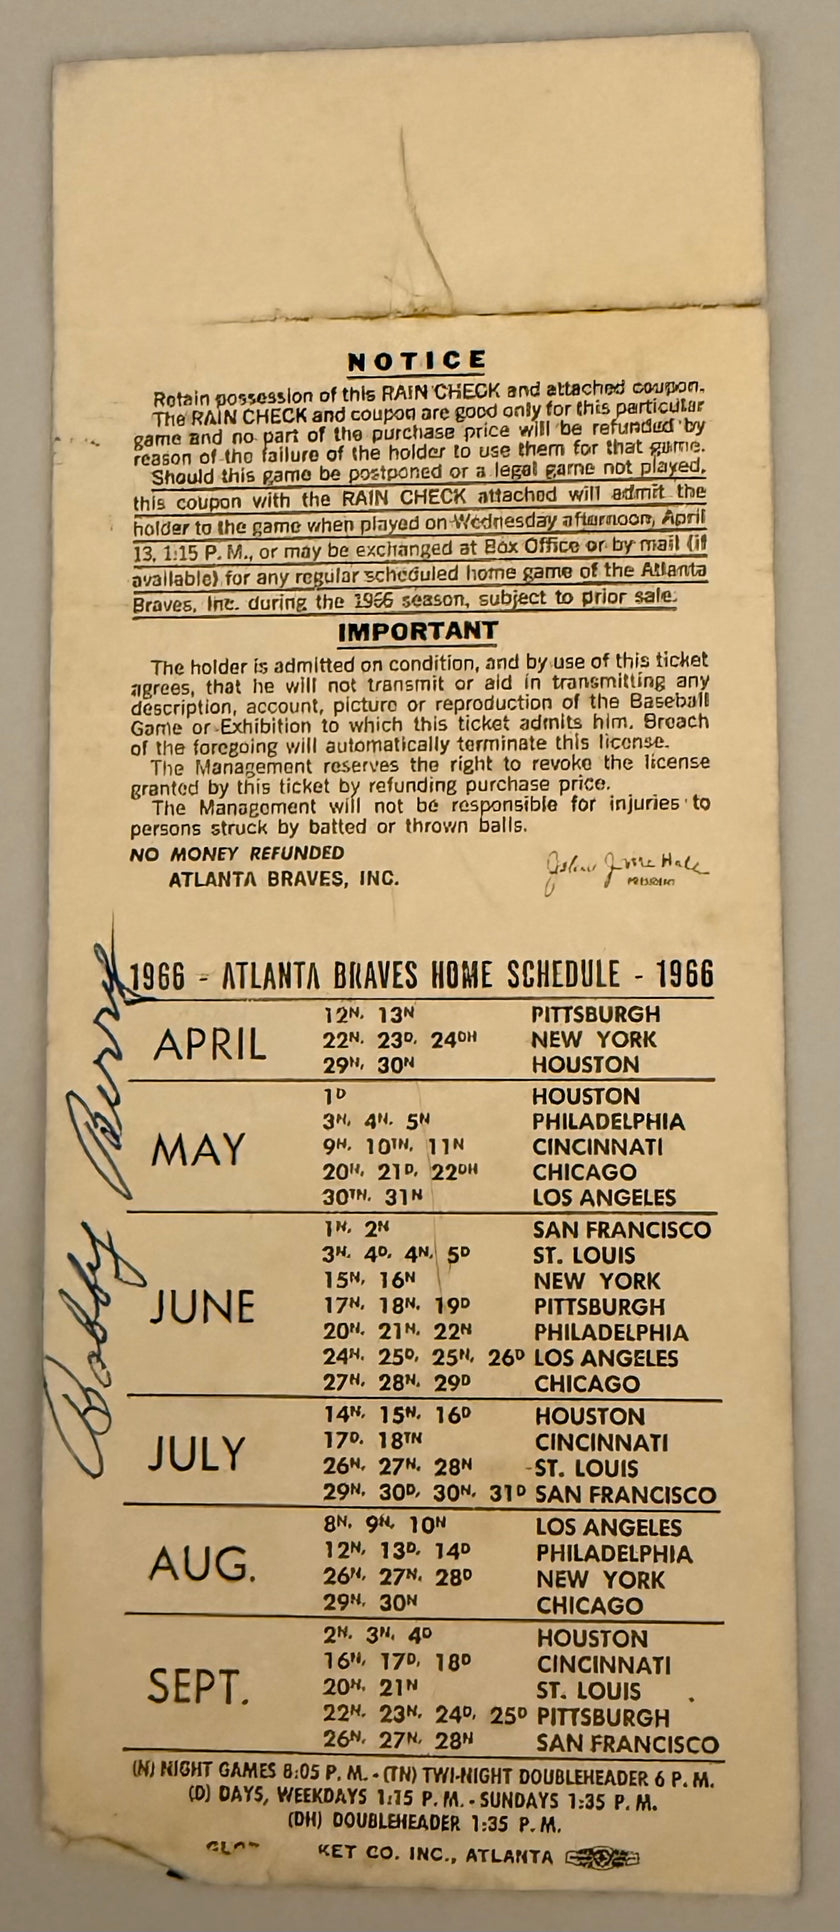 NOTICE
Retain possession of this RAIN CHECK and attached coupon.
The RAIN CHECK and coupon are good only for this particular
game and no part of the purchase price will be refunded by
reason of the failure of the holder to use them for that game.
Should this game be postponed or a legal game not played,
this coupon with the RAIN CHECK attached will admit the
holder to the game when played on Wednesday afternoon, April
13, 1:15 P. M., or may be exchanged at Box Office or by mail (if
available) for any regular scheduled home game of the Atlanta
Braves, Inc. during the 1966 season, subject to prior sale.
IMPORTANT
The holder is admitted on condition, and by use of this ticket
agrees, that he will not transmit or aid in transmitting any
description, account, picture or reproduction of the Baseball
Game or Exhibition to which this ticket admits him. Breach
of the foregoing will automatically terminate this license.
The Management reserves the right to revoke the license
granted by this ticket by refunding purchase price.
The Management will not be responsible for injuries to
persons struck by batted or thrown balls.
NO MONEY REFUNDED
ATLANTA BRAVES, INC.
Bobby Perry
1966 - ATLANTA BRAVES HOME SCHEDULE - 1966
APRIL
12N, 13N PITTSBURGH
22N, 23D, 24DH NEW YORK
29N, 30N HOUSTON
MAY
1D HOUSTON
3N, 4N, 5N PHILADELPHIA
9N, 10TN, 11N CINCINNATI
20N, 21D, 22DH CHICAGO
30TN, 31N LOS ANGELES
JUNE
1N, 2N SAN FRANCISCO
3N, 4D, 4N, 5D ST. LOUIS
15N, 16N NEW YORK
17N, 18N, 19D PITTSBURGH
20N, 21N, 22N PHILADELPHIA
24N, 25D, 25N, 26D LOS ANGELES
27N, 28N, 29D CHICAGO
JULY
14N, 15N, 16D HOUSTON
17D, 18TN CINCINNATI
26N, 27N, 28N ST. LOUIS
29N, 30D, 30N, 31D SAN FRANCISCO
AUG.
8N, 9N, 10N LOS ANGELES
12N, 13D, 14D PHILADELPHIA
26N, 27N, 28D NEW YORK
29N, 30N CHICAGO
SEPT.
2N, 3N, 4D HOUSTON
16N, 17D, 18D CINCINNATI
20N, 21N ST. LOUIS
22N, 23N, 24D, 25D PITTSBURGH
26N, 27N, 28N SAN FRANCISCO
(N) NIGHT GAMES 8:05 P. M. - (TN) TWI-NIGHT DOUBLEHEADER 6 P. M.
(D) DAYS, WEEKDAYS 1:15 P. M. - SUNDAYS 1:35 P. M.
(DH) DOUBLEHEADER 1:35 P. M.
KET CO. INC., ATLANTA